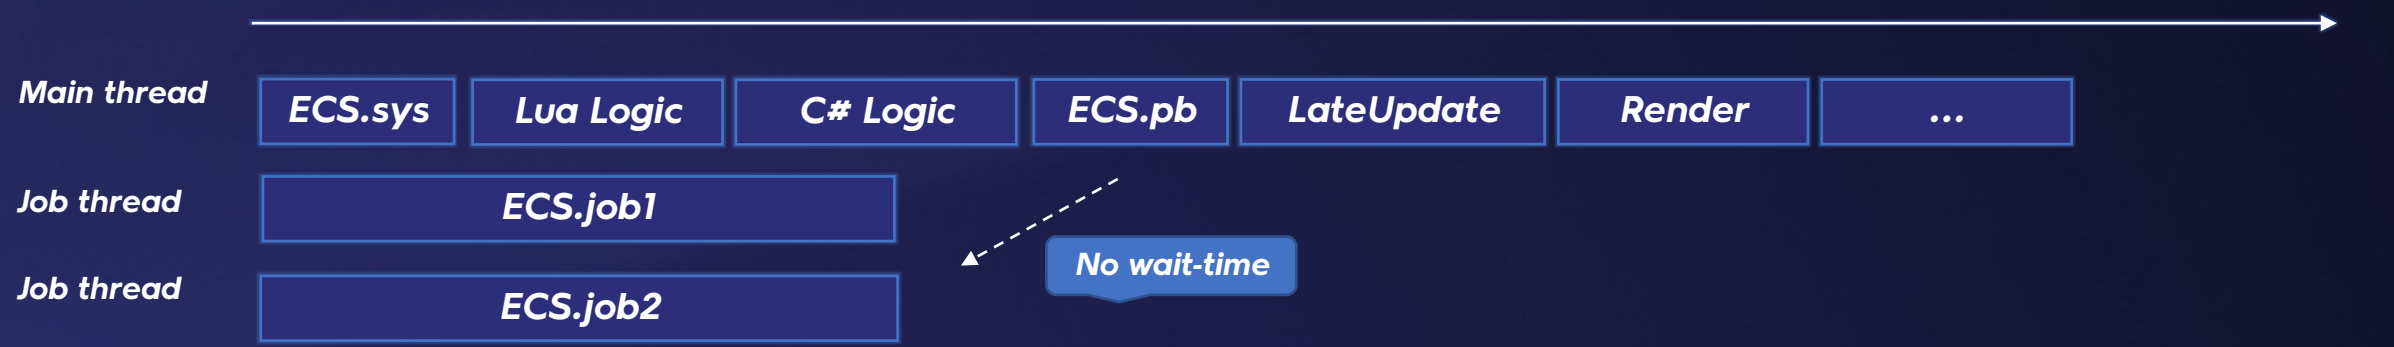 Main thread
ECS.sys
Lua Logic
C# Logic
ECS.pb
LateUpdate
Render
...
Job thread
ECS.job1
No wait-time
Job thread
ECS.job2